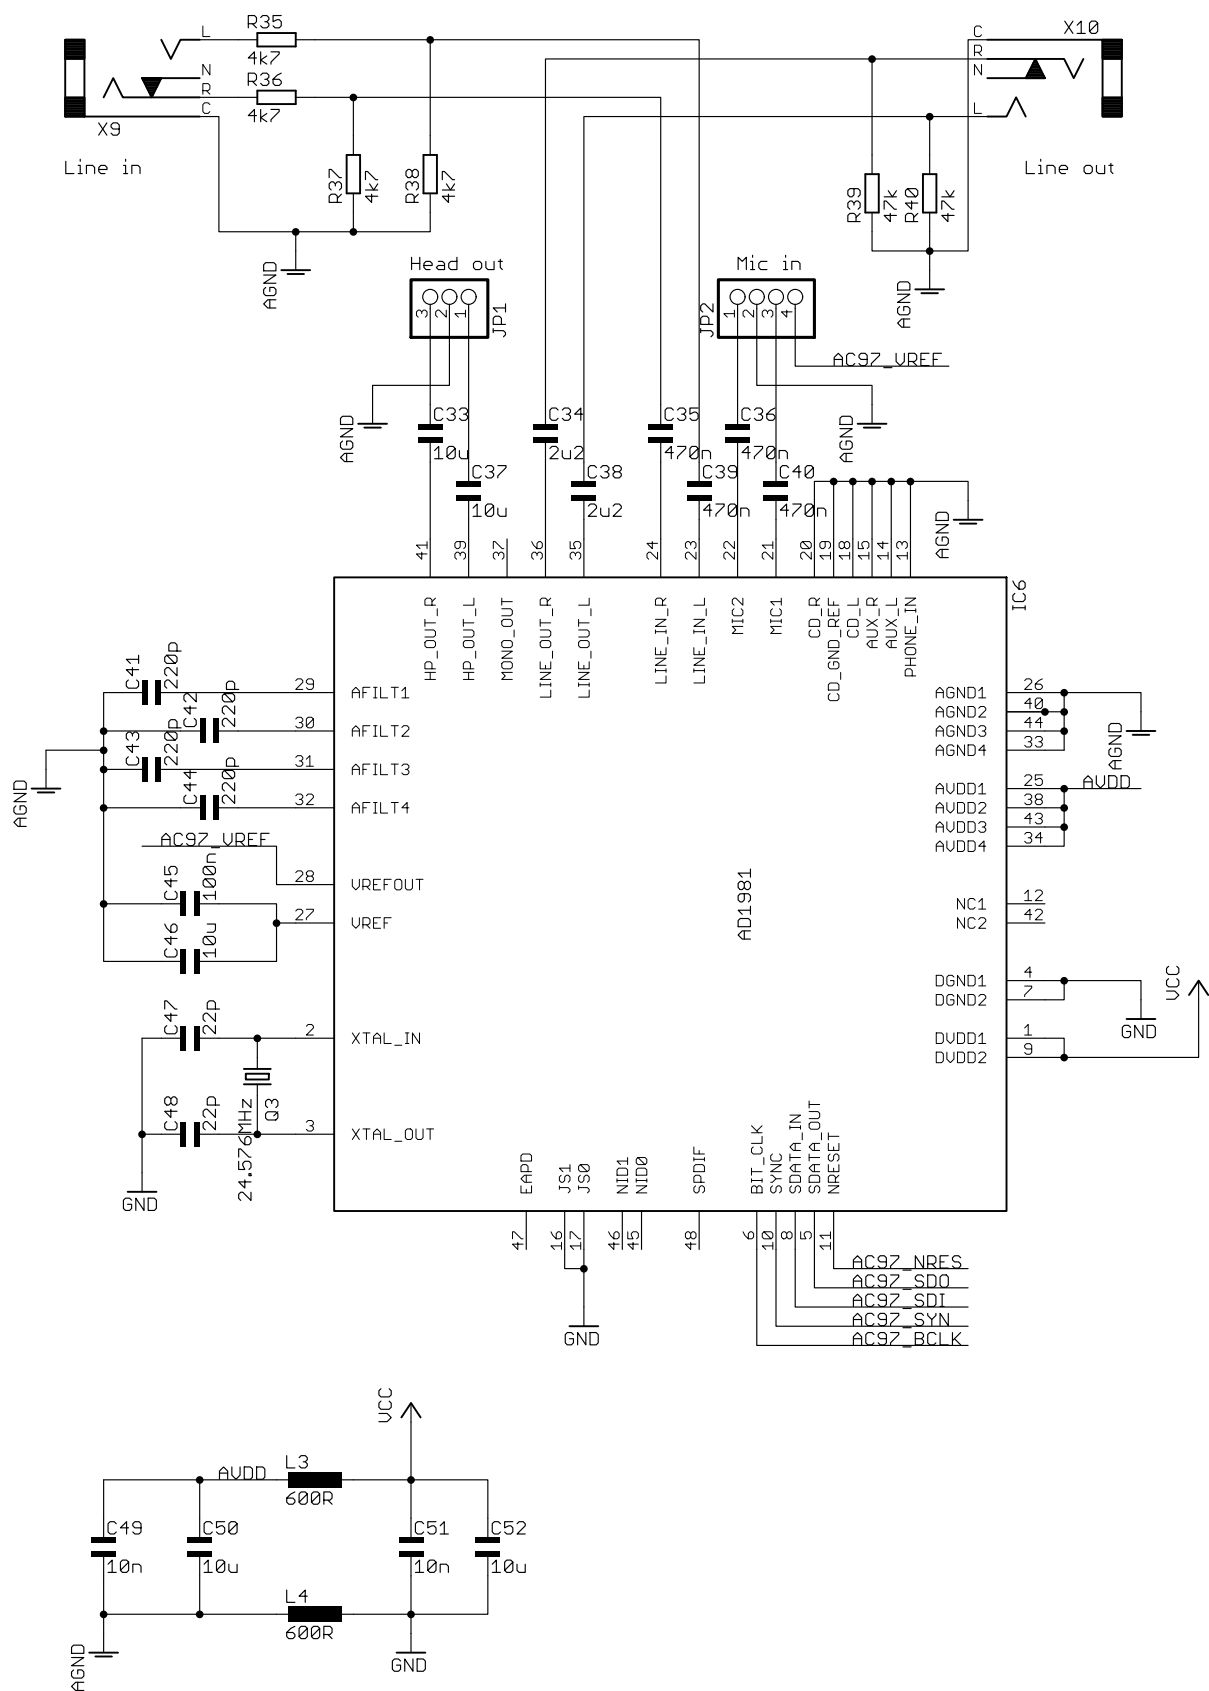 R35
L
4k7
N
R36
R
C
4k7
X9
Line in
R37
4k7
R38
4k7
AGND
C
X10
R
N
L
Line out
R39
47k
R40
47k
AGND
Head out
3
2
1
JP1
Mic in
JP2
1
2
3
4
AC97_VREF
AGND
AGND
C33
10u
C37
10u
C34
2u2
C38
2u2
C35
470n
C39
470n
C36
470n
C40
470n
AGND
41
39
37
36
35
24
23
22
21
20
19
18
15
14
13
IC6
HP_OUT_R
HP_OUT_L
MONO_OUT
LINE_OUT_R
LINE_OUT_L
LINE_IN_R
LINE_IN_L
MIC2
MIC1
CD_R
CD_GND_REF
CD_L
AUX_R
AUX_L
PHONE_IN
C41
220p
29
AFILT1
C42
220p
30
AFILT2
C43
220p
31
AFILT3
C44
220p
32
AFILT4
AGND
AC97_VREF
28
VREFOUT
C45
100n
27
VREF
C46
10u
C47
22p
2
XTAL_IN
24.576MHz
Q3
C48
22p
3
XTAL_OUT
GND
AD1981
AGND1
26
AGND2
40
AGND3
44
AGND4
33
AGND
AVDD1
25
AVDD
AVDD2
38
AVDD3
43
AVDD4
34
NC1
12
NC2
42
DGND1
4
DGND2
7
GND
VCC
DVDD1
1
DVDD2
9
EAPD
JS1
JS0
NID1
NID0
SPDIF
BIT_CLK
SYNC
SDATA_IN
SDATA_OUT
NRESET
47
16
17
46
45
48
6
10
8
5
11
GND
AC97_NRES
AC97_SDO
AC97_SDI
AC97_SYN
AC97_BCLK
VCC
AVDD
L3
600R
C49
10n
C50
10u
C51
10n
C52
10u
L4
600R
AGND
GND